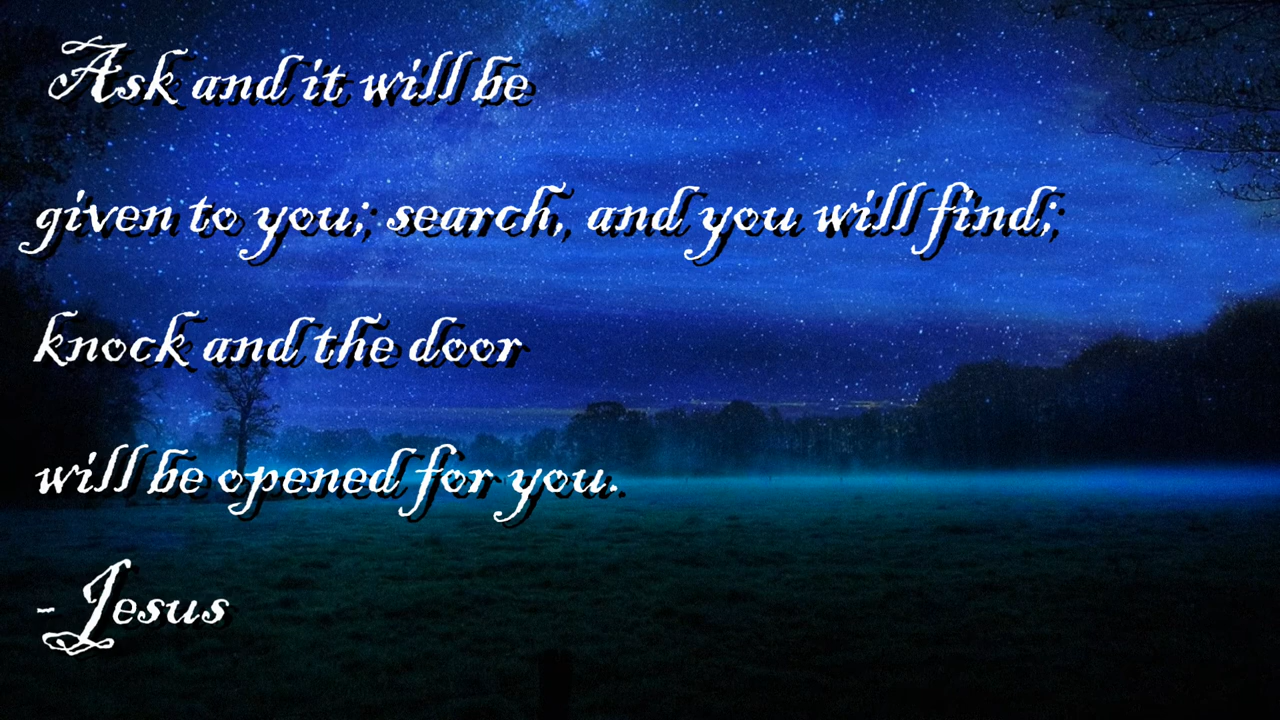 Ask and it will be
given to you; search, and you will find;
knock and the door
will be opened for you.
- Jesus